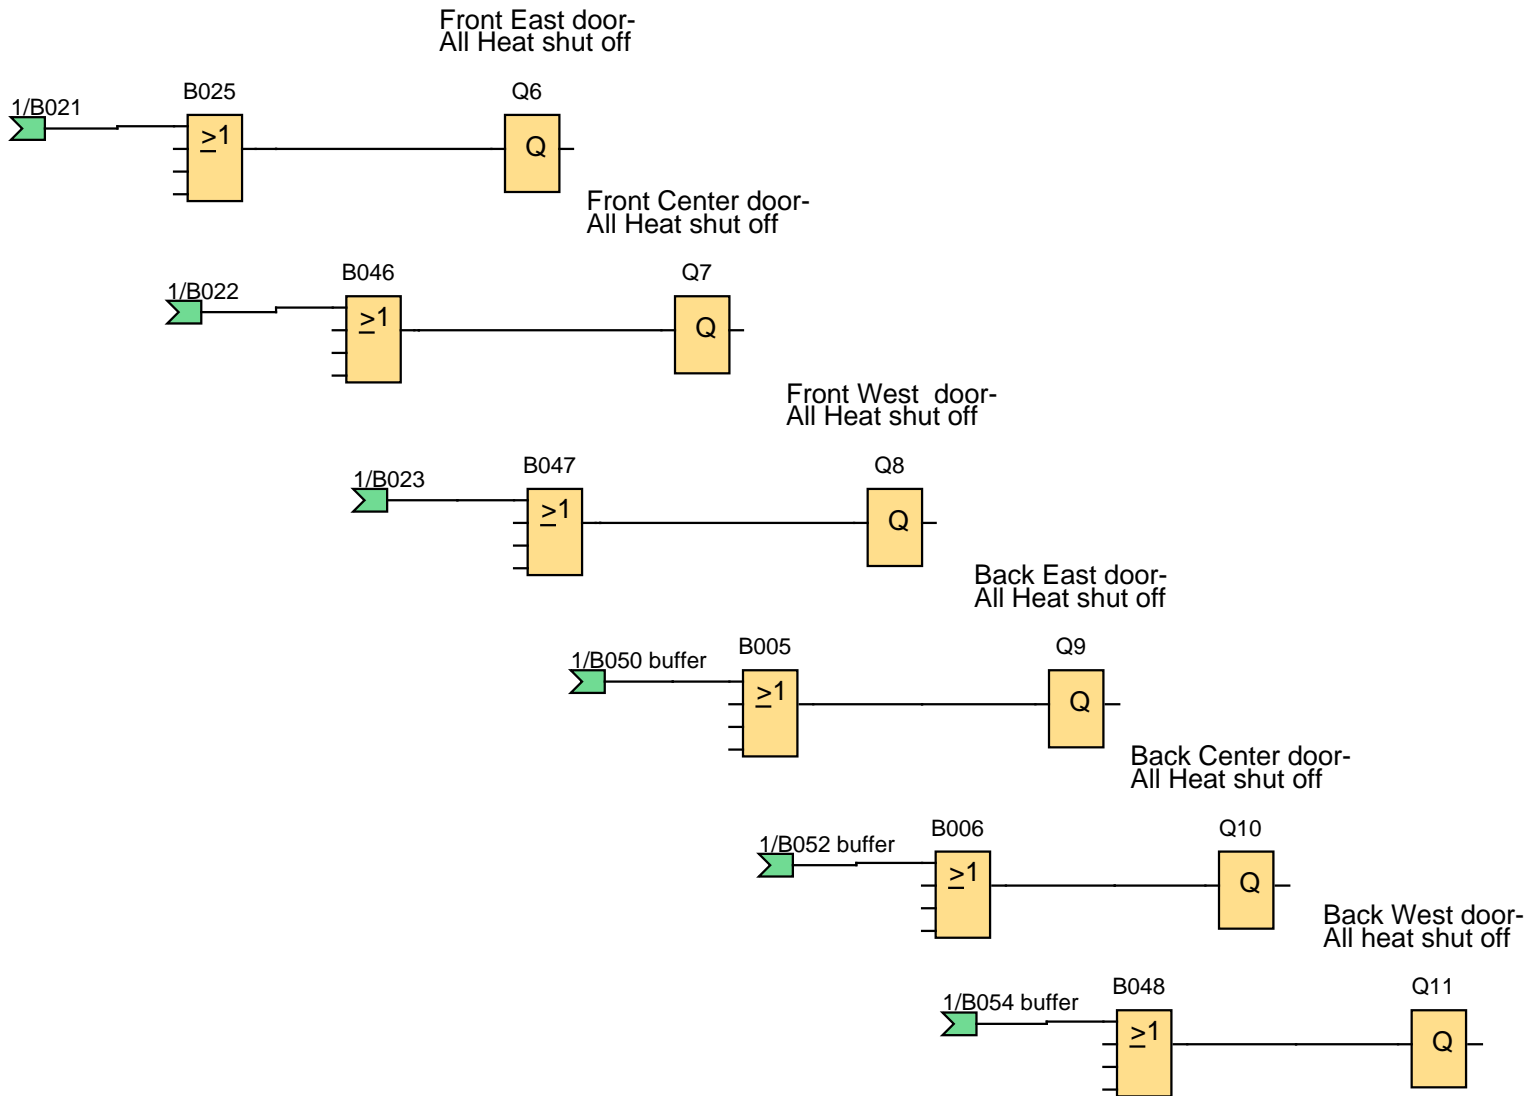 Front East door-
All Heat shut off
B025
Q6
1/B021
≥1
Q
Front Center door-
All Heat shut off
B046
Q7
1/B022
≥1
Q
Front West  door-
All Heat shut off
B047
Q8
1/B023
≥1
Q
Back East door-
All Heat shut off
B005
Q9
1/B050 buffer
≥1
Q
Back Center door-
All Heat shut off
B006
Q10
1/B052 buffer
≥1
Q
Back West door-
All heat shut off
B048
Q11
1/B054 buffer
≥1
Q